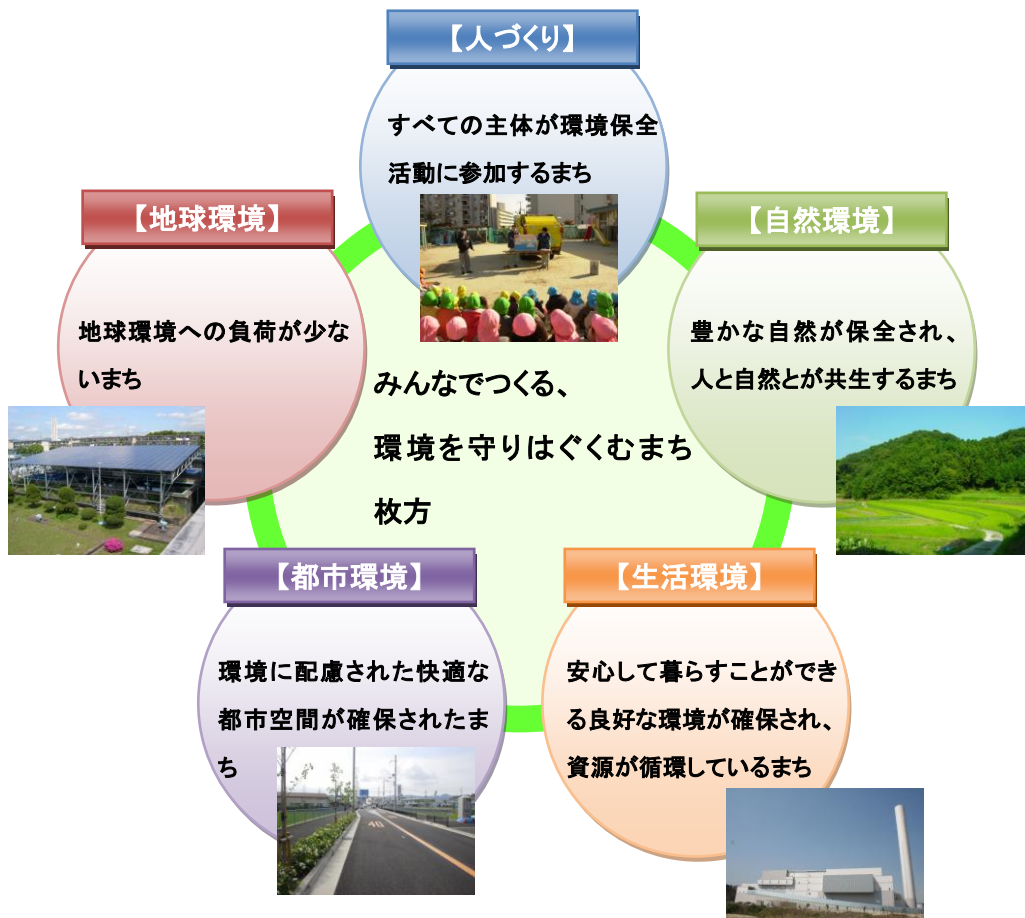 【人づくり】
すべての主体が環境保全
活動に参加するまち
【地球環境】
地球環境への負荷が少な
いまち
【自然環境】
豊かな自然が保全され、
人と自然とが共生するまち
みんなでつくる、
環境を守りはぐくむまち
枚方
【都市環境】
環境に配慮された快適な
都市空間が確保されたま
ち
40
【生活環境】
安心して暮らすことができ
る良好な環境が確保され、
資源が循環しているまち